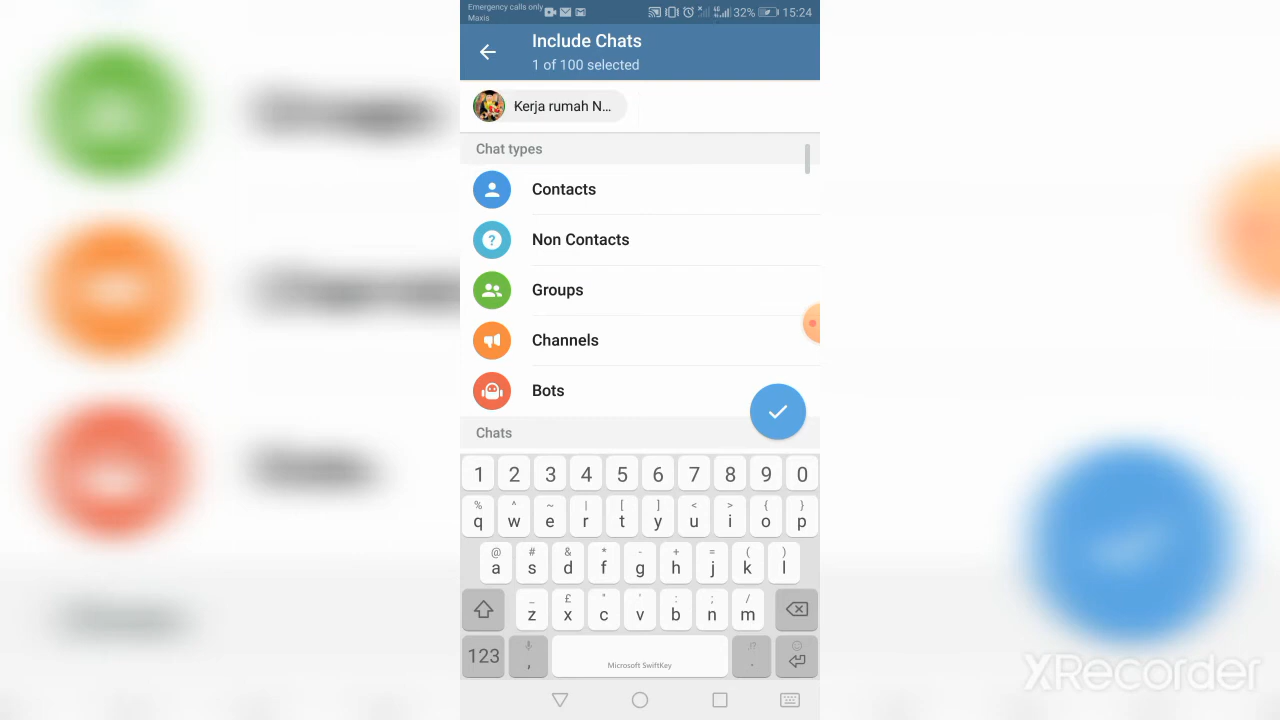 Emergency calls only
Maxis
32% 15:24
Include Chats
1 of 100 selected
Kerja rumah N...
Chat types
Contacts
Non Contacts
Groups
Channels
Bots
Chats
1 2 3 4 5 6 7 8 9 0
% ^ ~ | [ ] < > { }
q w e r t y u i o p
@ # & * - + = ( )
a s d f g h j k l
_ £ " ' : ; /
z x c v b n m
123 , Microsoft SwiftKey .
XRecorder